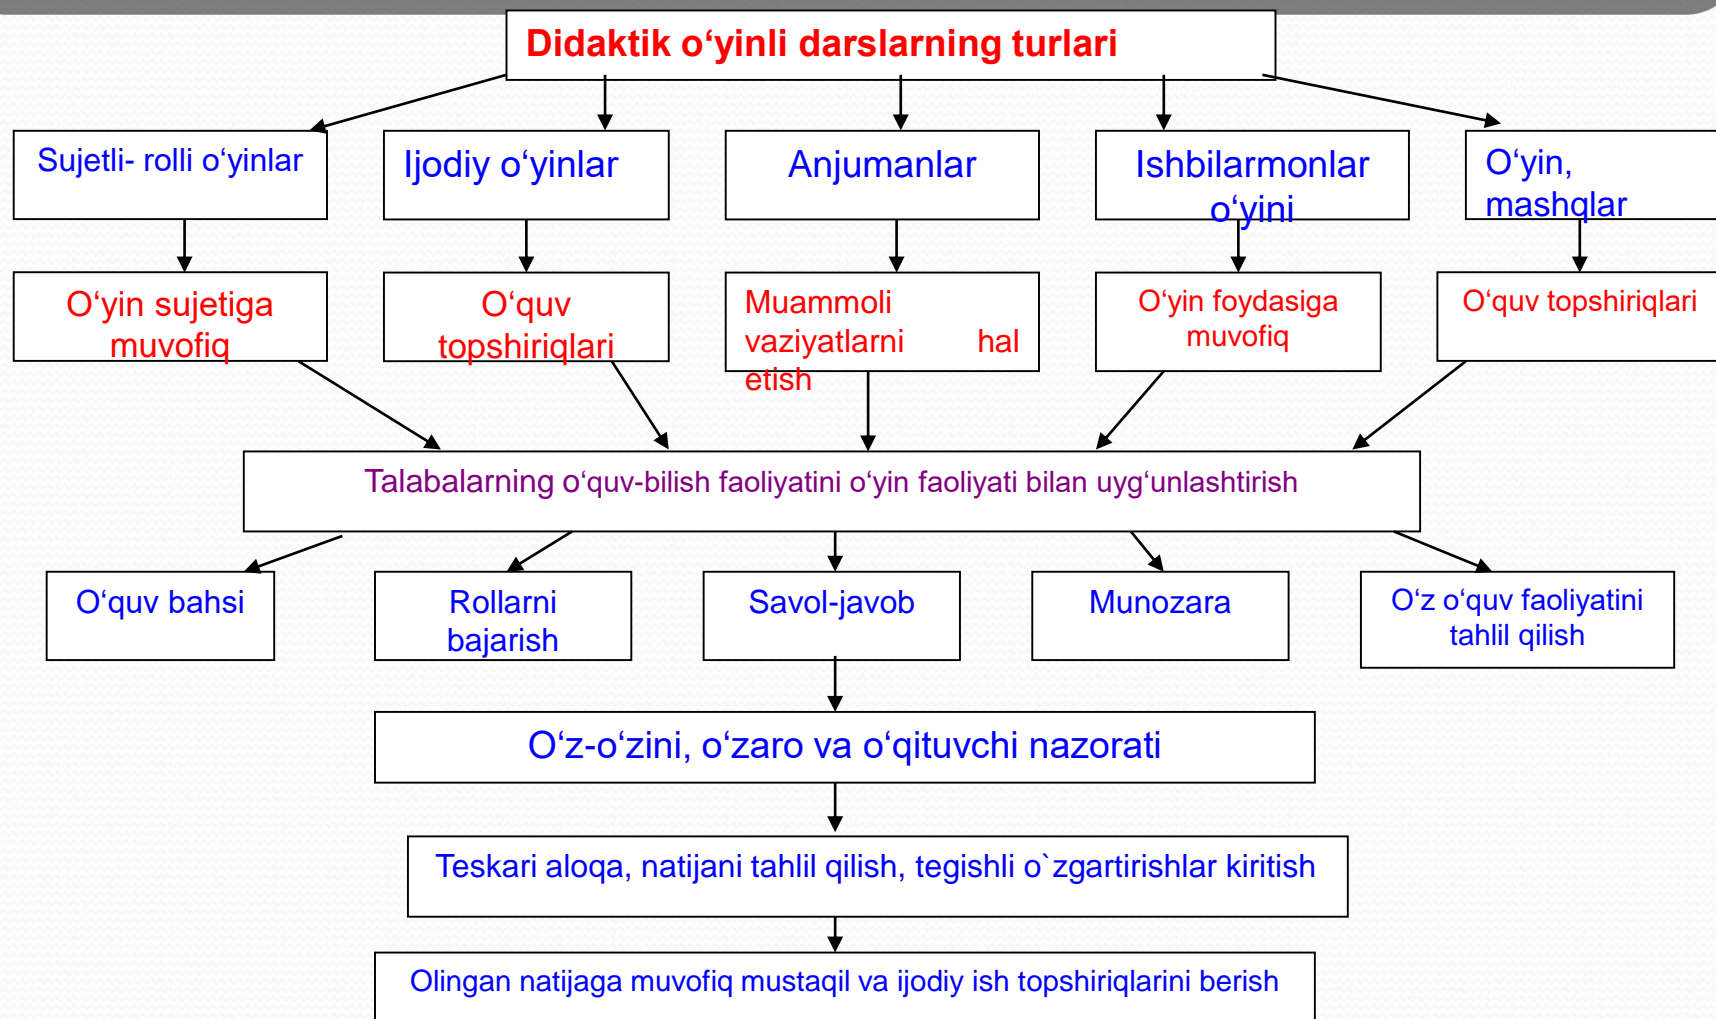 Didaktik o‘yinli darslarning turlari
Sujetli- rolli o‘yinlar
Ijodiy o‘yinlar
Anjumanlar
Ishbilarmonlar
o‘yini
O‘yin,
mashqlar
O‘yin sujetiga
muvofiq
O‘quv
topshiriqlari
Muammoli
vaziyatlarni hal
etish
O‘yin foydasiga
muvofiq
O‘quv topshiriqlari
Talabalarning o‘quv-bilish faoliyatini o‘yin faoliyati bilan uyg‘unlashtirish
O‘quv bahsi
Rollarni
bajarish
Savol-javob
Munozara
O‘z o‘quv faoliyatini
tahlil qilish
O‘z-o‘zini, o‘zaro va o‘qituvchi nazorati
Teskari aloqa, natijani tahlil qilish, tegishli o`zgartirishlar kiritish
Olingan natijaga muvofiq mustaqil va ijodiy ish topshiriqlarini berish